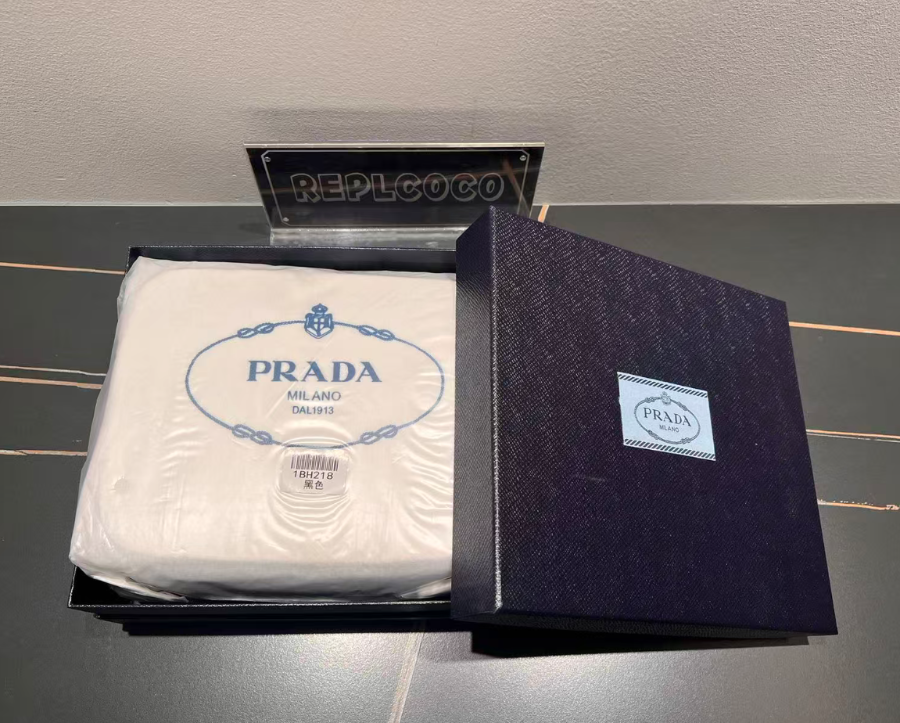 REPLCOCO
PRADA
MILANO
DAL1913
1BH218
黑色
PRADA
MILANO